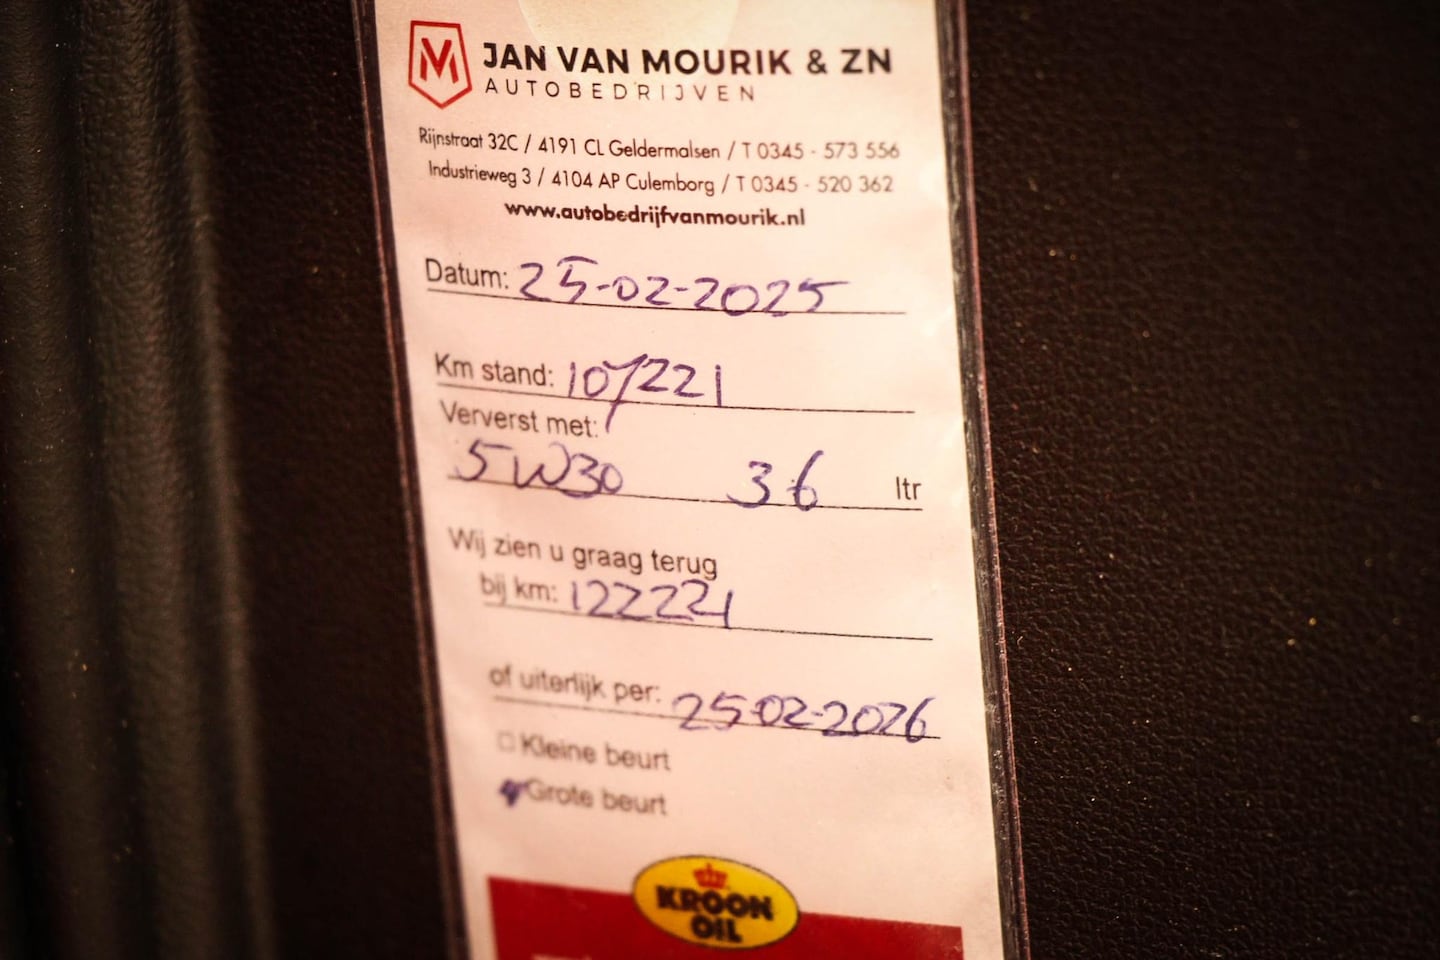 JAN VAN MOURIK & ZN
AUTOBEDRIJVEN
Rijnstraat 32C / 4191 CL Geldermalsen / T 0345 - 573 556
Industrieweg 3 / 4104 AP Culemborg / T 0345 - 520 362
www.autobedrijfvanmourik.nl
Datum: 25-02-2025
Km stand: 107221
Ververst met:
5W30 36 ltr
Wij zien u graag terug
bij km: 122221
of uiterlijk per: 25-02-2026
Kleine beurt
Grote beurt
KROON
OIL